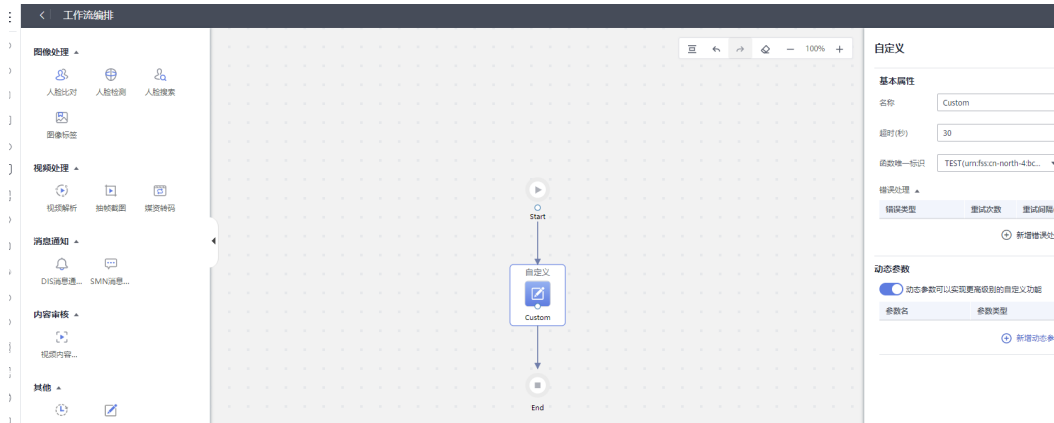 工作流编排
图像处理
人脸比对 人脸检测 人脸搜索
图像标签
视频处理
视频解析 抽帧截图 媒资转码
消息通知
DIS消息通... SMN消息...
内容审核
视频内容...
其他
100%
Start
自定义
Custom
End
自定义
基本属性
名称 Custom
超时(秒) 30
函数唯一标识 TEST(urn:fss:cn-north-4:bc...
错误处理
错误类型 重试次数 重试间隔
新增错误处
动态参数
动态参数可以实现更高级别的自定义功能
参数名 参数类型
新增动态参